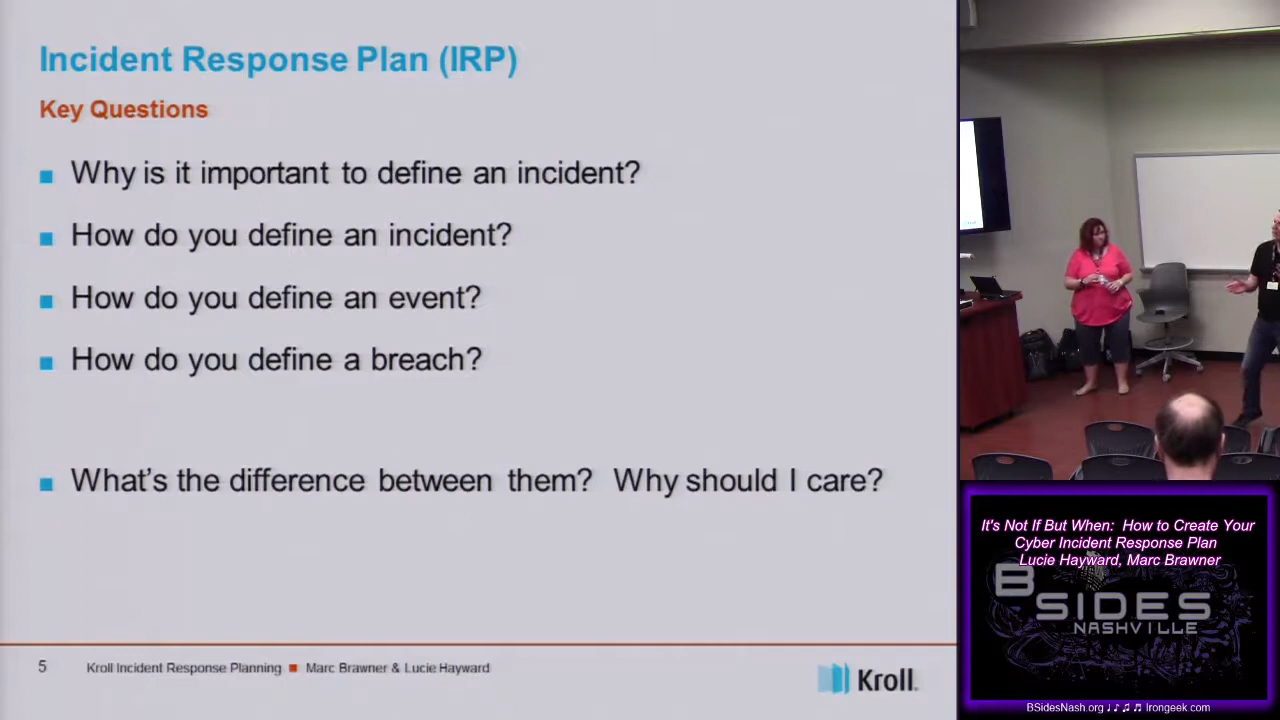 Incident Response Plan (IRP)
Key Questions
Why is it important to define an incident?
How do you define an incident?
How do you define an event?
How do you define a breach?
What's the difference between them? Why should I care?
5 Kroll Incident Response Planning ■ Marc Brawner & Lucie Hayward
Kroll
It's Not If But When: How to Create Your
Cyber Incident Response Plan
Lucie Hayward, Marc Brawner
BSIDES
NASHVILLE
BSidesNash.org ♩♪♫♬ Irongeek.com